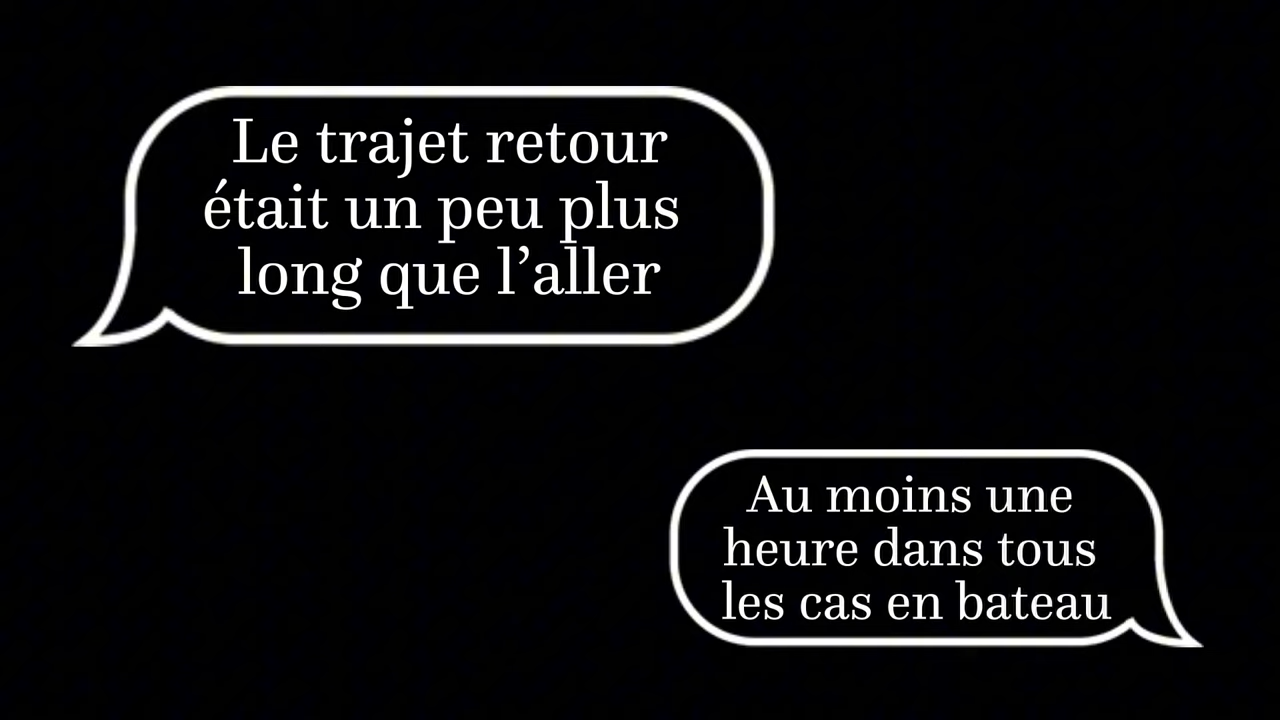 Le trajet retour
était un peu plus
long que l’aller
Au moins une
heure dans tous
les cas en bateau